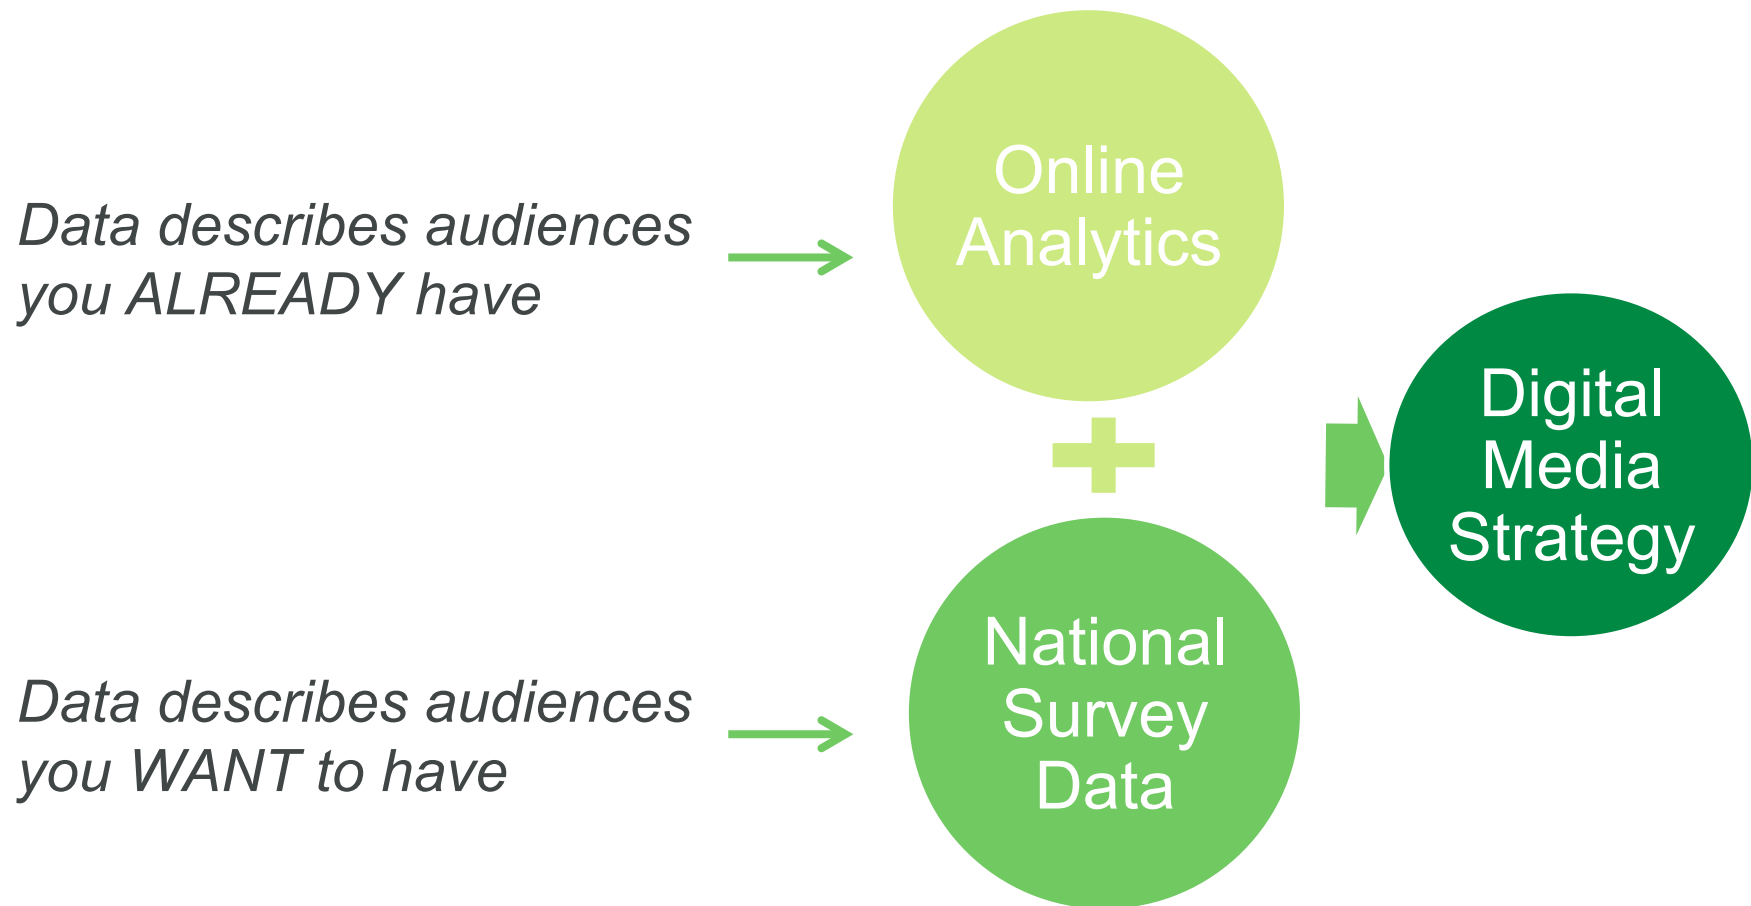 Data describes audiences
you ALREADY have
Online
Analytics
Digital
Media
Strategy
Data describes audiences
you WANT to have
National
Survey
Data